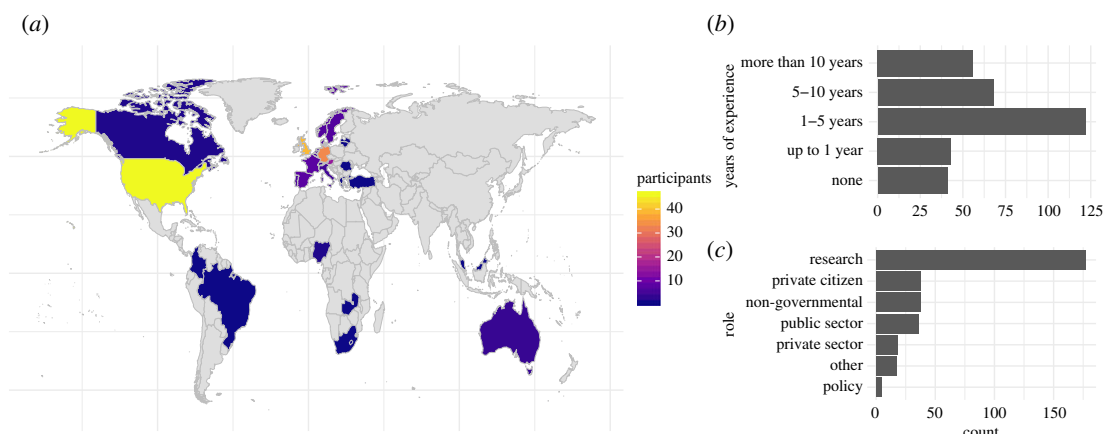 (a)
participants
40
30
20
10
(b)
years of experience
more than 10 years
5–10 years
1–5 years
up to 1 year
none
0 25 50 75 100 125
(c)
role
research
private citizen
non-governmental
public sector
private sector
other
policy
0 50 100 150
count